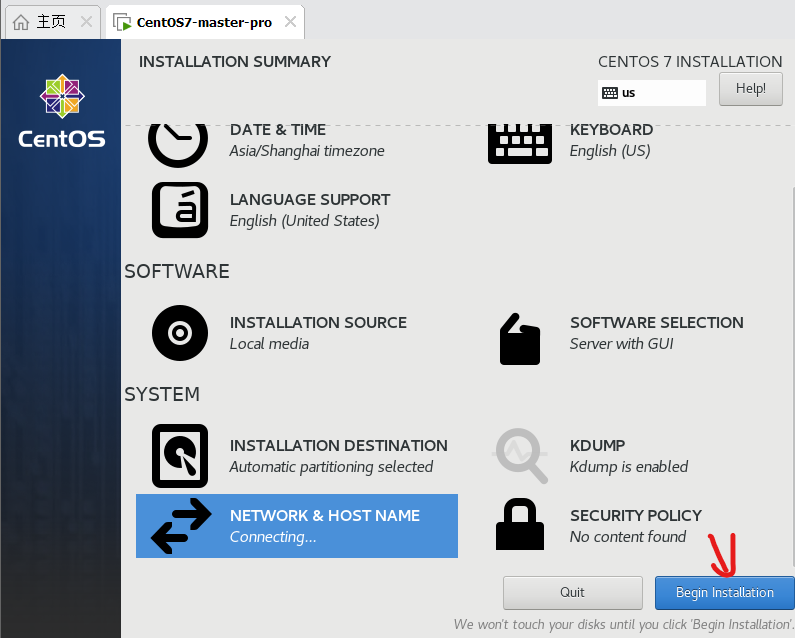 主页
CentOS7-master-pro
INSTALLATION SUMMARY
CENTOS 7 INSTALLATION
us
Help!
CentOS
DATE & TIME
Asia/Shanghai timezone
KEYBOARD
English (US)
LANGUAGE SUPPORT
English (United States)
SOFTWARE
INSTALLATION SOURCE
Local media
SOFTWARE SELECTION
Server with GUI
SYSTEM
INSTALLATION DESTINATION
Automatic partitioning selected
KDUMP
Kdump is enabled
NETWORK & HOST NAME
Connecting...
SECURITY POLICY
No content found
Quit
Begin Installation
We won't touch your disks until you click 'Begin Installation'.